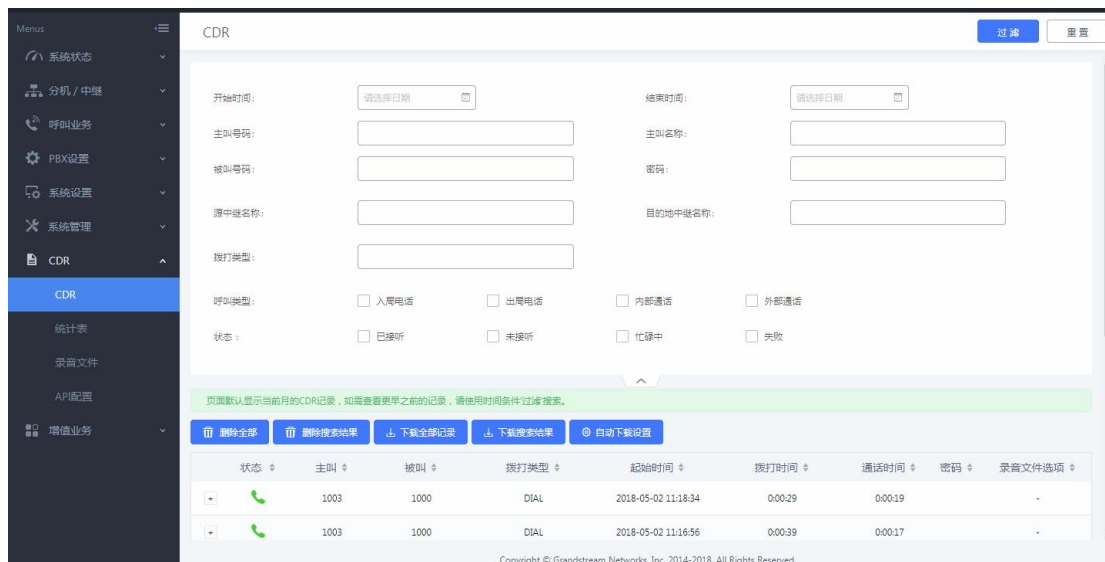 Menus
系统状态
分机 / 中继
呼叫业务
PBX设置
系统设置
系统管理
CDR
CDR
统计表
录音文件
API配置
增值业务
CDR
过滤
重置
开始时间: 请选择日期 结束时间: 请选择日期
主叫号码: 主叫名称:
被叫号码: 密码:
源中继名称: 目的地中继名称:
拨打类型:
呼叫类型: 入局电话 出局电话 内部通话 外部通话
状态 : 已接听 未接听 忙碌中 失败
页面默认显示当前月的CDR记录，如需查看更早之前的记录，请使用时间条件'过滤'搜索。
删除全部 删除搜索结果 下载全部记录 下载搜索结果 自动下载设置
状态 主叫 被叫 拨打类型 起始时间 拨打时间 通话时间 密码 录音文件选项
+ 1003 1000 DIAL 2018-05-02 11:18:34 0:00:29 0:00:19 -
+ 1003 1000 DIAL 2018-05-02 11:16:56 0:00:39 0:00:17 -
Copyright © Grandstream Networks, Inc. 2014-2018. All Rights Reserved.